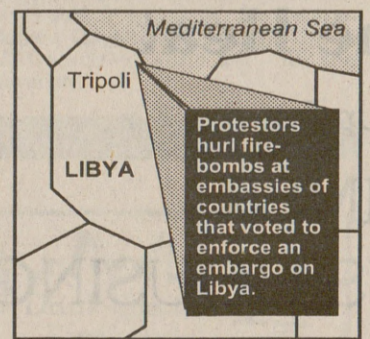 Mediterranean Sea
Tripoli
LIBYA
Protestors
hurl fire-
bombs at
embassies of
countries
that voted to
enforce an
embargo on
Libya.